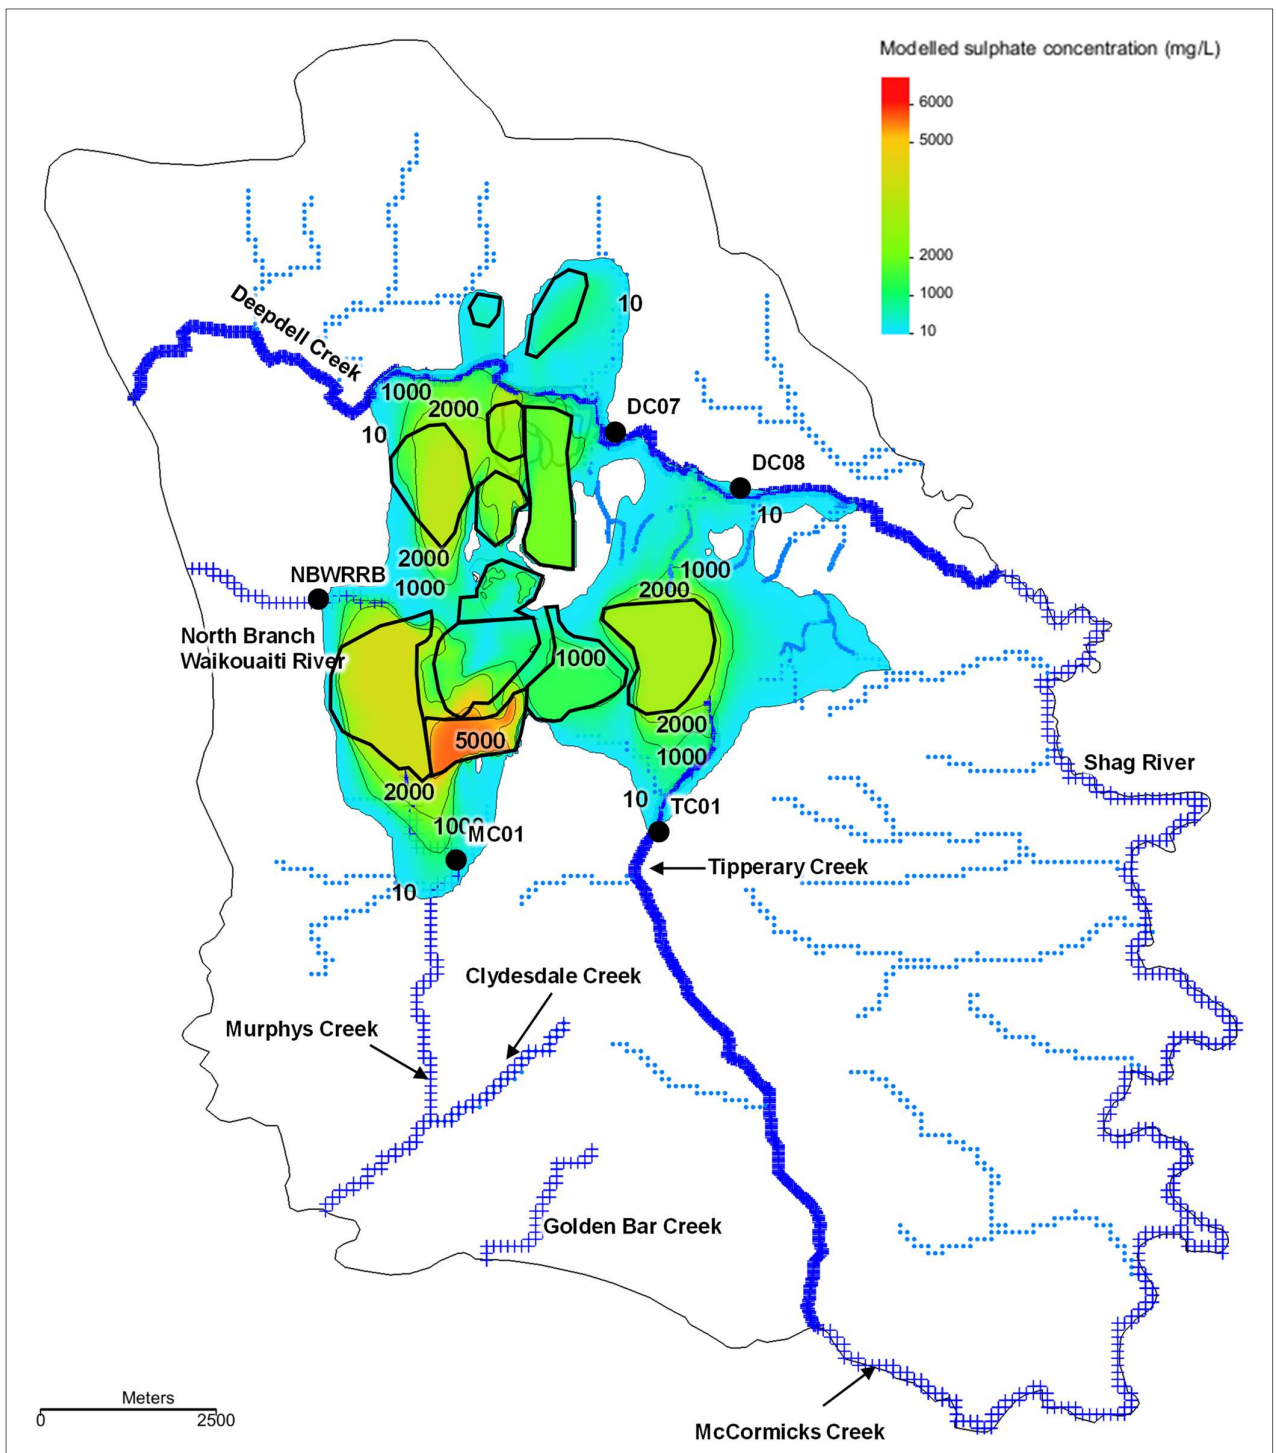 Modelled sulphate concentration (mg/L)
6000
5000
2000
1000
10
Deepdell Creek
10
1000
2000
10
DC07
DC08
10
2000
1000
NBWRRB
1000
2000
North Branch
Waikouaiti River
1000
5000
2000
1000
2000
1000
10
MC01
10
TC01
Tipperary Creek
Shag River
Clydesdale Creek
Murphys Creek
Golden Bar Creek
McCormicks Creek
Meters
0
2500